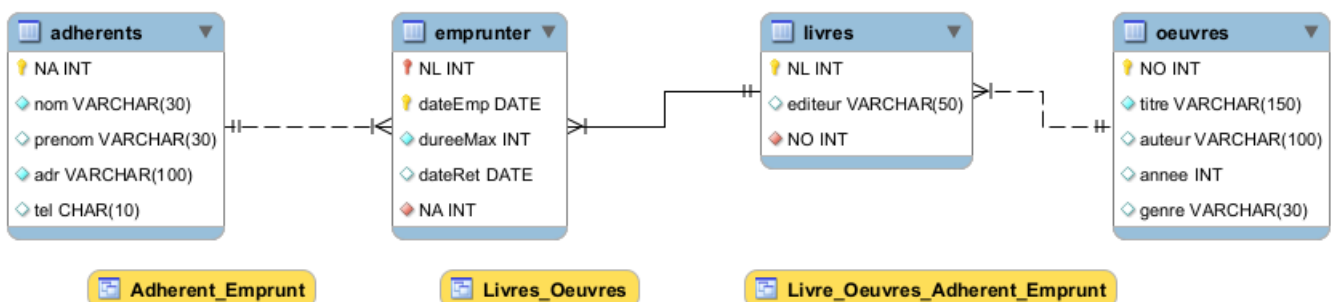 adherents
NA INT
nom VARCHAR(30)
prenom VARCHAR(30)
adr VARCHAR(100)
tel CHAR(10)
emprunter
NL INT
dateEmp DATE
dureeMax INT
dateRet DATE
NA INT
livres
NL INT
editeur VARCHAR(50)
NO INT
oeuvres
NO INT
titre VARCHAR(150)
auteur VARCHAR(100)
annee INT
genre VARCHAR(30)
Adherent_Emprunt
Livres_Oeuvres
Livre_Oeuvres_Adherent_Emprunt